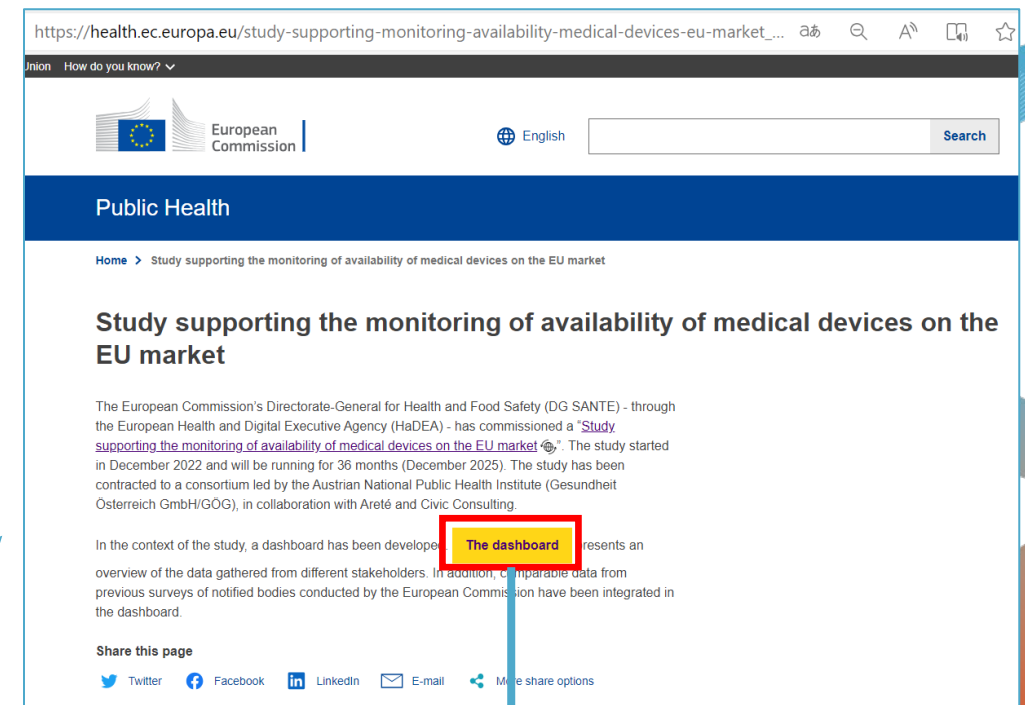 https://health.ec.europa.eu/study-supporting-monitoring-availability-medical-devices-eu-market_...
Union How do you know?
European
Commission
English
Search
Public Health
Home > Study supporting the monitoring of availability of medical devices on the EU market
Study supporting the monitoring of availability of medical devices on the
EU market
The European Commission's Directorate-General for Health and Food Safety (DG SANTE) - through
the European Health and Digital Executive Agency (HaDEA) - has commissioned a "Study
supporting the monitoring of availability of medical devices on the EU market". The study started
in December 2022 and will be running for 36 months (December 2025). The study has been
contracted to a consortium led by the Austrian National Public Health Institute (Gesundheit
Österreich GmbH/GÖG), in collaboration with Areté and Civic Consulting.
In the context of the study, a dashboard has been develope The dashboard resents an
overview of the data gathered from different stakeholders. In addition, comparable data from
previous surveys of notified bodies conducted by the European Commission have been integrated in
the dashboard.
Share this page
Twitter Facebook LinkedIn E-mail More share options